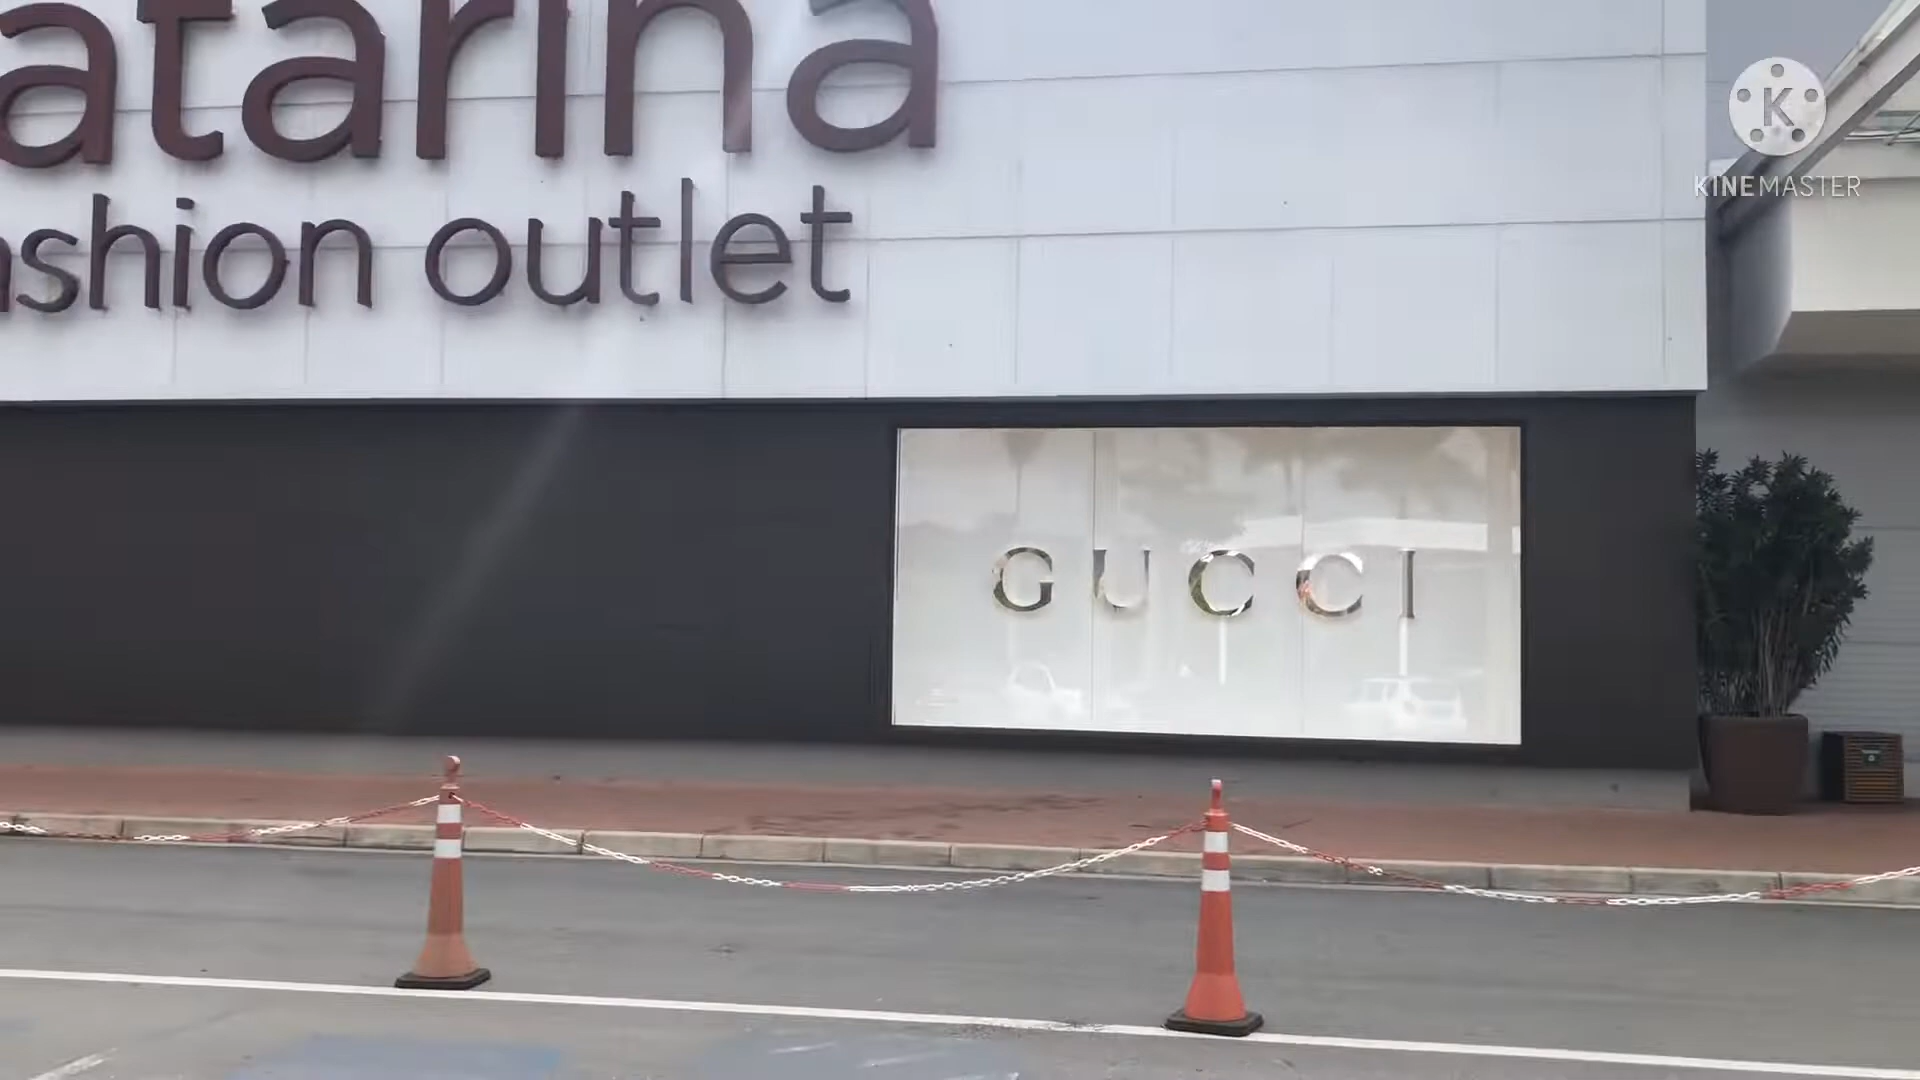 atarina
ashion outlet
K
KINEMASTER
GUCCI